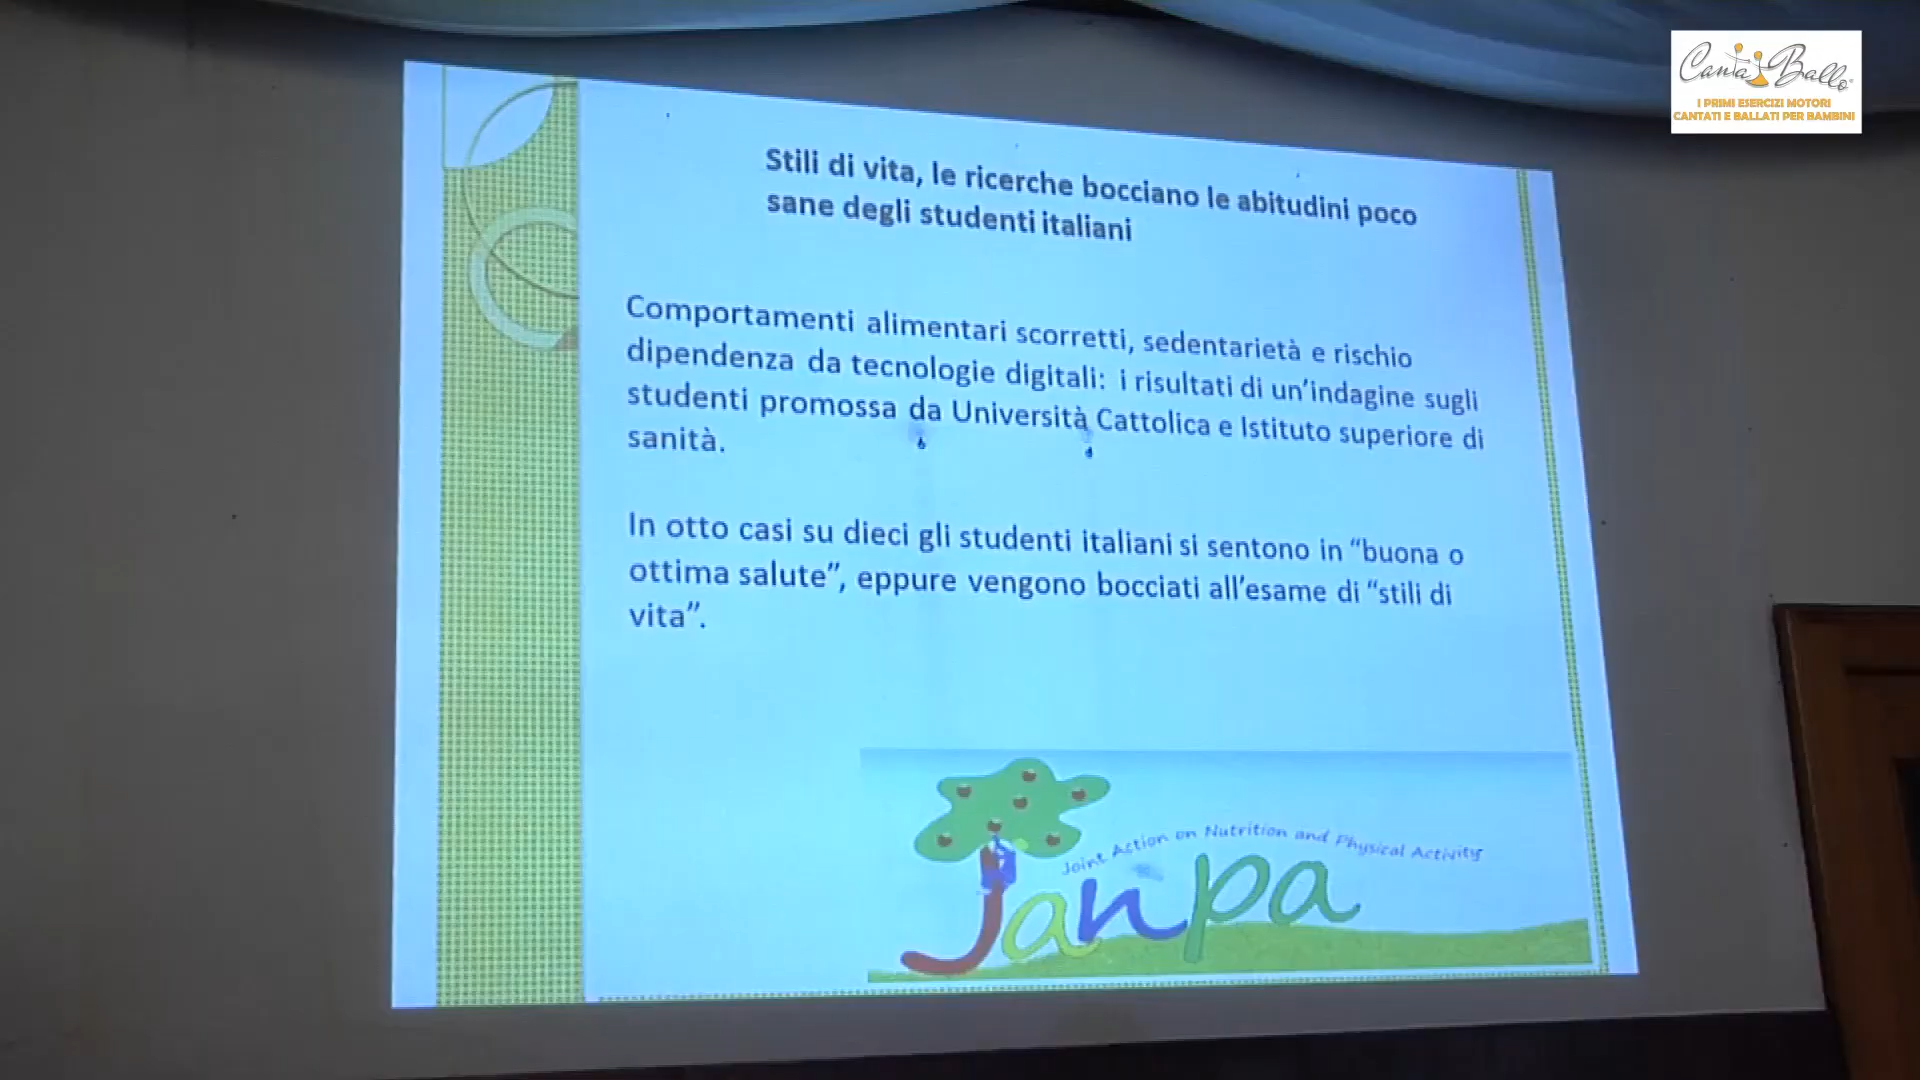 Canta Ballo
I PRIMI ESERCIZI MOTORI
CANTATI E BALLATI PER BAMBINI
Stili di vita, le ricerche bocciano le abitudini poco
sane degli studenti italiani
Comportamenti alimentari scorretti, sedentarietà e rischio
dipendenza da tecnologie digitali: i risultati di un’indagine sugli
studenti promossa da Università Cattolica e Istituto superiore di
sanità.
In otto casi su dieci gli studenti italiani si sentono in “buona o
ottima salute”, eppure vengono bocciati all’esame di “stili di
vita”.
Joint Action on Nutrition and Physical Activity
Janpa